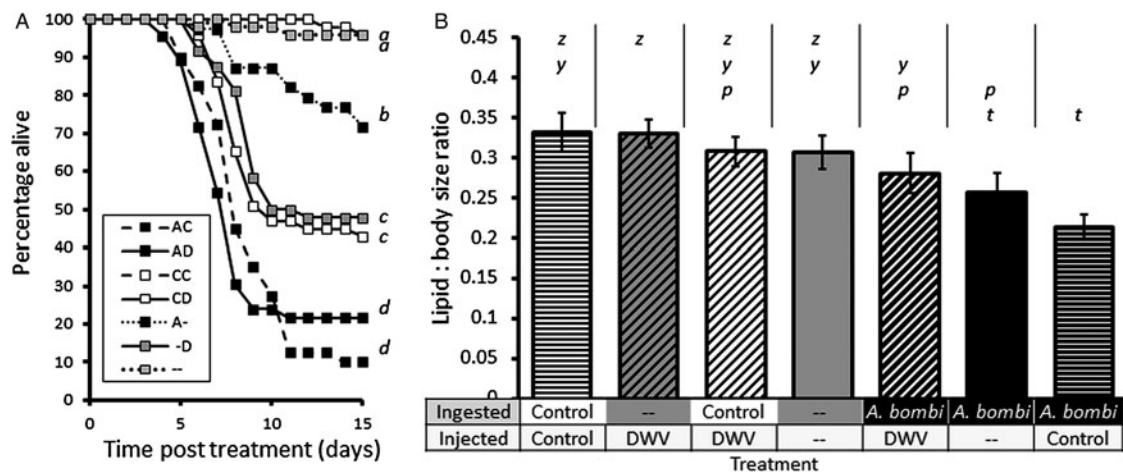 A
Percentage alive
100
90
80
70
60
50
40
30
20
10
0
AC
AD
CC
CD
A-
-D
--
a
a
b
c
c
d
d
0 5 10 15
Time post treatment (days)
B
Lipid : body size ratio
0.45
0.4
0.35
0.3
0.25
0.2
0.15
0.1
0.05
0
z z z z y p t
y y y p t
p
Ingested Control -- Control -- A. bombi A. bombi A. bombi
Injected Control DWV DWV -- DWV -- Control
Treatment